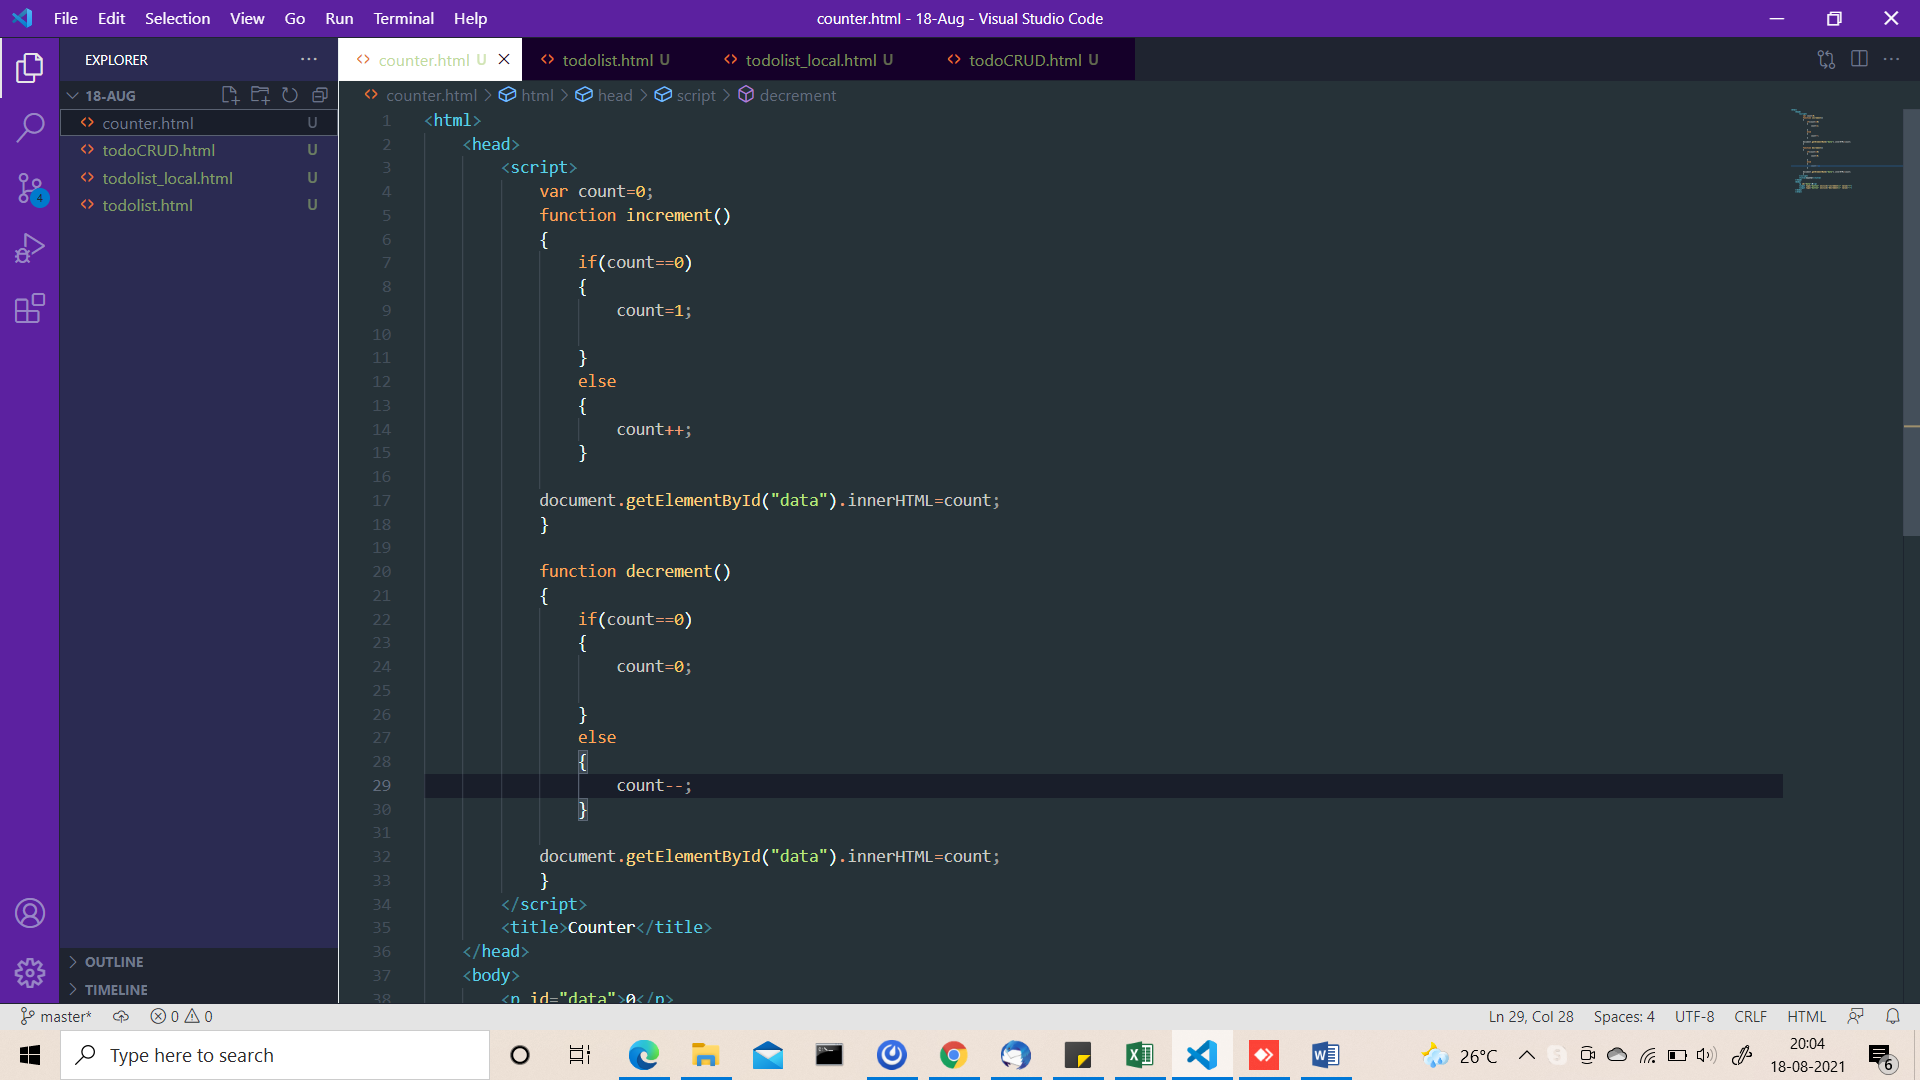 File Edit Selection View Go Run Terminal Help
counter.html - 18-Aug - Visual Studio Code
EXPLORER
18-AUG
counter.html U
todoCRUD.html U
todolist_local.html U
todolist.html U
OUTLINE
TIMELINE
4
counter.html U
todolist.html U
todolist_local.html U
todoCRUD.html U
counter.html > html > head > script > decrement
1 <html>
2 <head>
3 <script>
4 var count=0;
5 function increment()
6 {
7 if(count==0)
8 {
9 count=1;
10
11 }
12 else
13 {
14 count++;
15 }
16
17 document.getElementById("data").innerHTML=count;
18 }
19
20 function decrement()
21 {
22 if(count==0)
23 {
24 count=0;
25
26 }
27 else
28 {
29 count--;
30 }
31
32 document.getElementById("data").innerHTML=count;
33 }
34 </script>
35 <title>Counter</title>
36 </head>
37 <body>
38 <p id="data">0</p>
master* 0 0
Ln 29, Col 28 Spaces: 4 UTF-8 CRLF HTML
Type here to search
26°C
20:04
18-08-2021
6